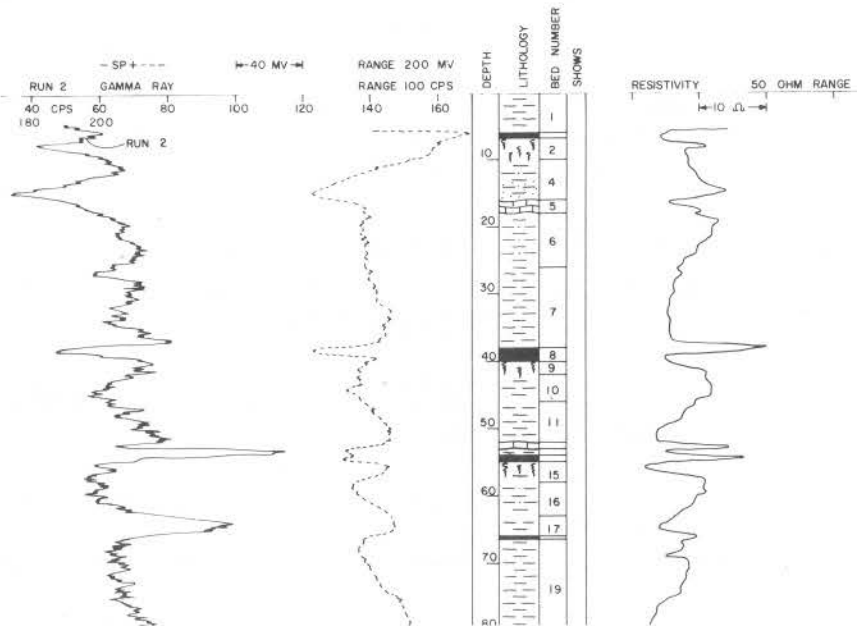 – SP + - - - -
40 MV
RANGE 200 MV
RUN 2 GAMMA RAY
RANGE 100 CPS
DEPTH
LITHOLOGY
BED NUMBER
SHOWS
RESISTIVITY
50 OHM RANGE
10 Ω
40 CPS 60 80 100 120 140 160
180 200
RUN 2
1
10
2
4
5
20
6
30
7
8
40
9
10
11
50
15
60
16
17
70
19
80